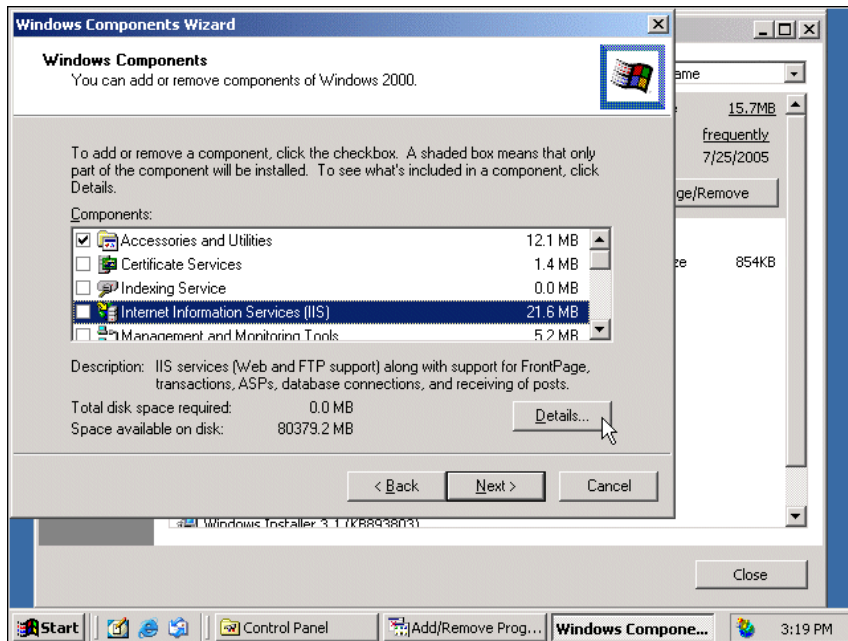 Windows Components Wizard
Windows Components
You can add or remove components of Windows 2000.
ame
15.7MB
frequently
7/25/2005
To add or remove a component, click the checkbox. A shaded box means that only
part of the component will be installed. To see what's included in a component, click
Details.
ge/Remove
Components:
Accessories and Utilities 12.1 MB
Certificate Services 1.4 MB
ze 854KB
Indexing Service 0.0 MB
Internet Information Services (IIS) 21.6 MB
Management and Monitoring Tools 5.2 MB
Description: IIS services (Web and FTP support) along with support for FrontPage,
transactions, ASPs, database connections, and receiving of posts.
Total disk space required: 0.0 MB
Space available on disk: 80379.2 MB
Details...
< Back
Next >
Cancel
Windows Installer 3.1 (KB893803)
Close
Start
Control Panel
Add/Remove Prog...
Windows Compone...
3:19 PM